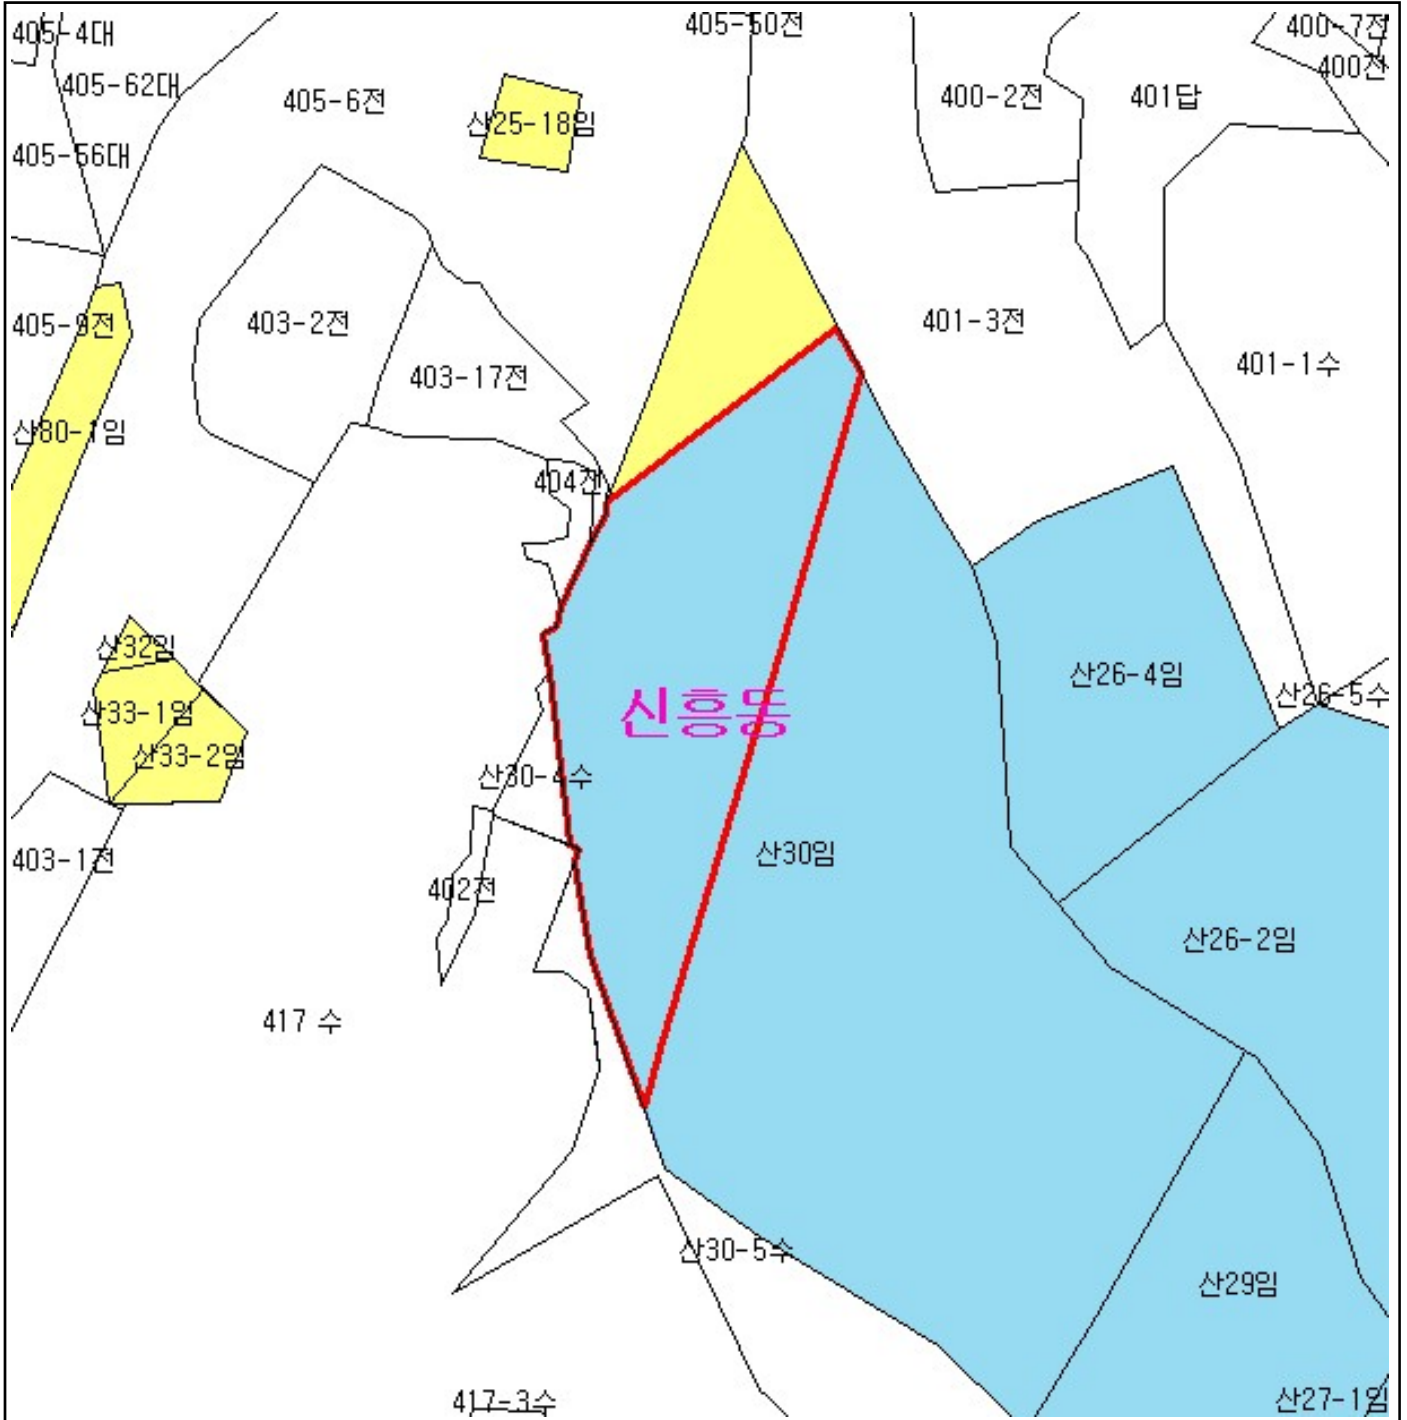 405-4대
405-50전
400-7전
400전
405-62대
405-6전
산25-18임
400-2전
401답
405-56대
405-9전
403-2전
401-3전
403-17전
401-1수
산80-1임
404전
산32임
산26-4임
산26-5수
산33-1임
신흥동
산33-2임
산30-4수
403-1전
402전
산30임
산26-2임
417 수
산30-5수
산29임
417-3수
산27-1임